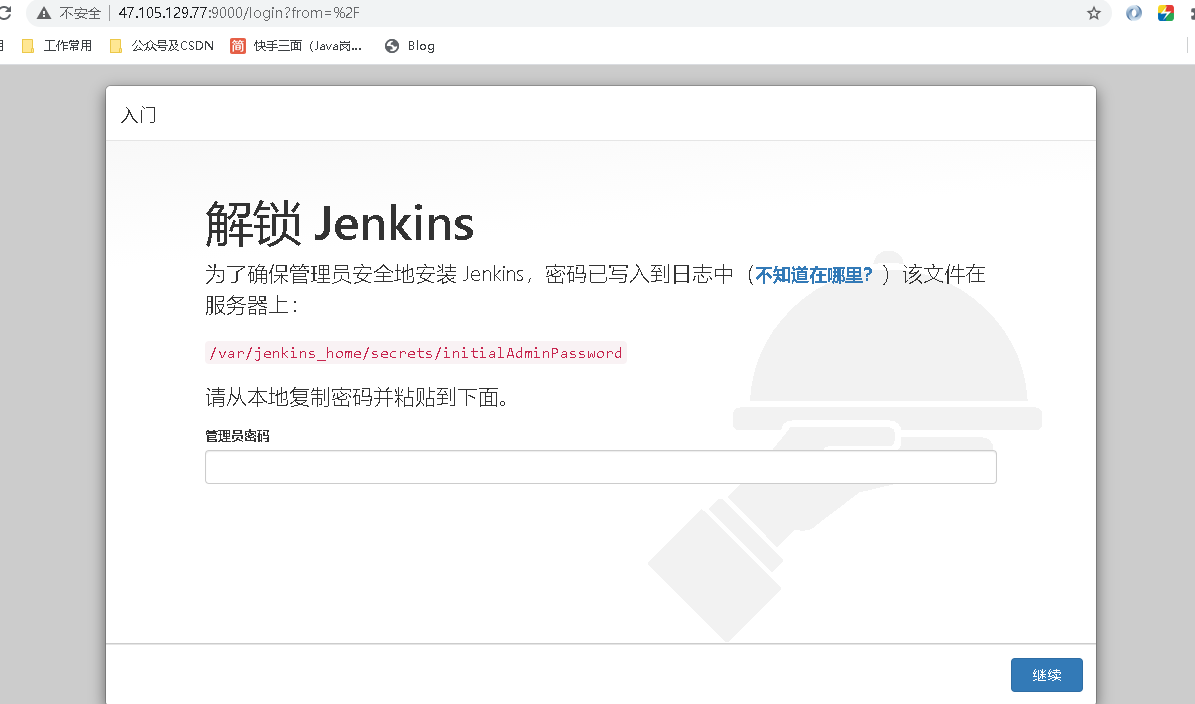 不安全 47.105.129.77:9000/login?from=%2F
工作常用 公众号及CSDN 简 快手三面（Java岗... Blog
入门
解锁 Jenkins
为了确保管理员安全地安装 Jenkins，密码已写入到日志中（不知道在哪里？）该文件在
服务器上：
/var/jenkins_home/secrets/initialAdminPassword
请从本地复制密码并粘贴到下面。
管理员密码
继续